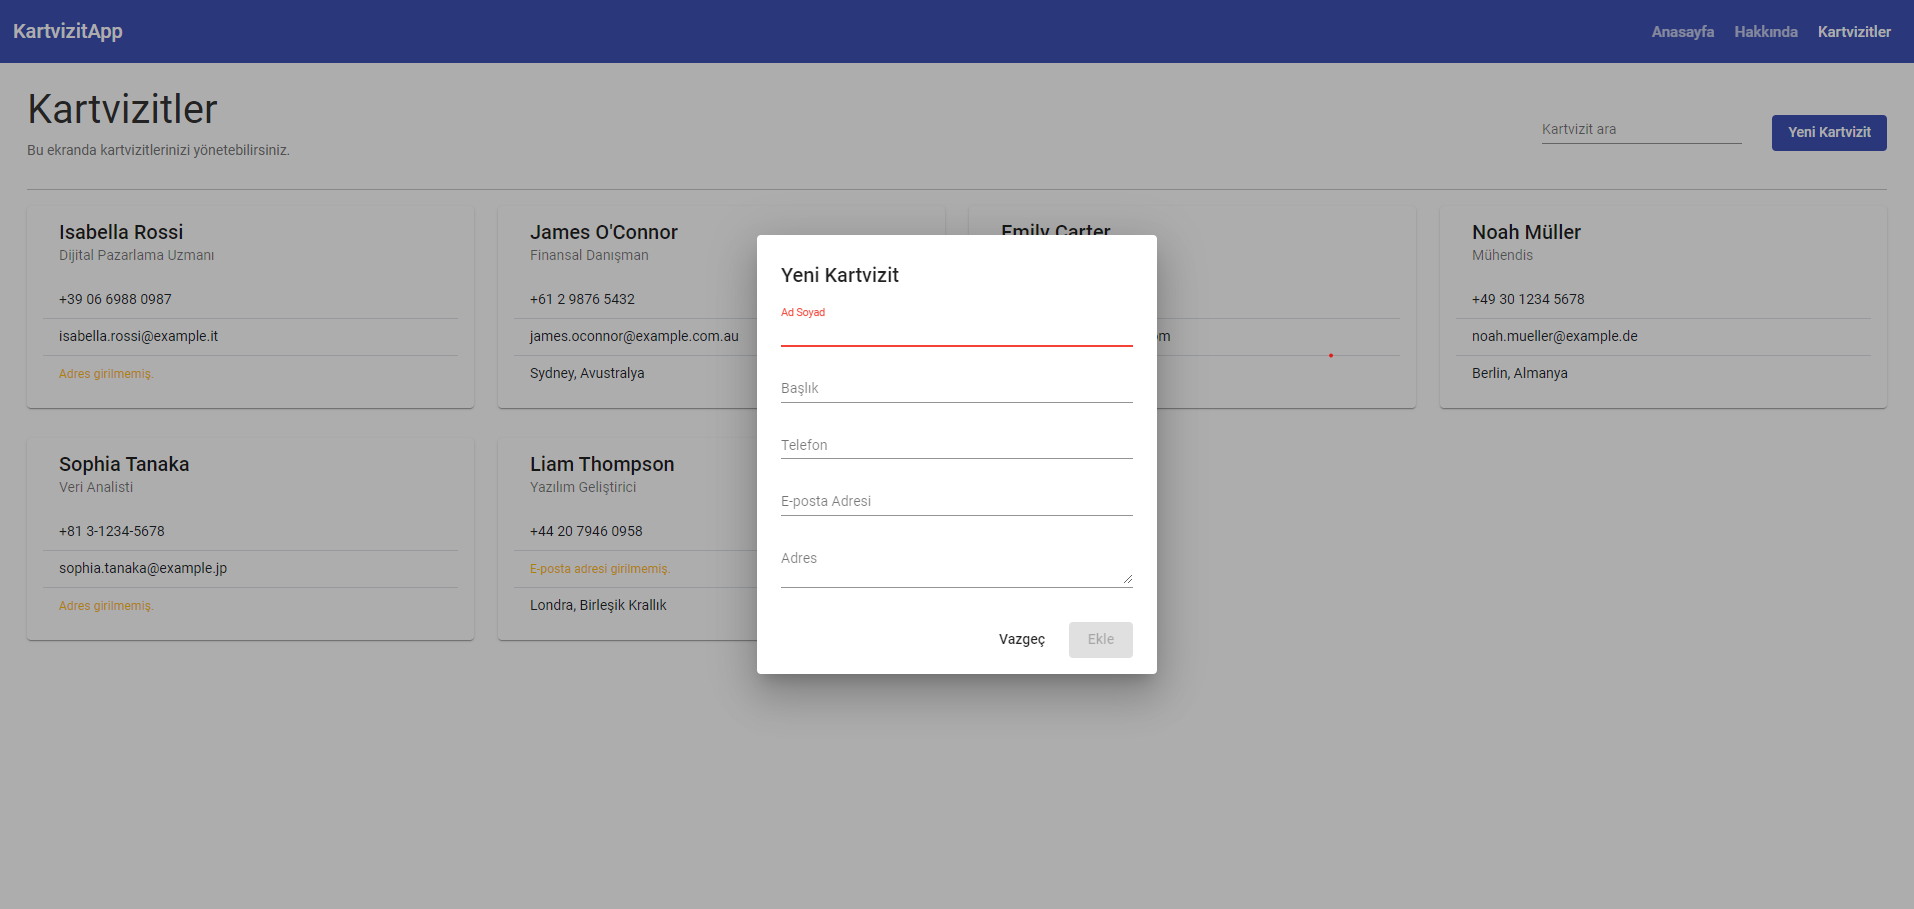 KartvizitApp
Anasayfa Hakkında Kartvizitler
Kartvizitler
Bu ekranda kartvizitlerinizi yönetebilirsiniz.
Kartvizit ara
Yeni Kartvizit
Isabella Rossi
Dijital Pazarlama Uzmanı
+39 06 6988 0987
isabella.rossi@example.it
Adres girilmemiş.
James O'Connor
Finansal Danışman
+61 2 9876 5432
james.oconnor@example.com.au
Sydney, Avustralya
Emily Carter
Noah Müller
Mühendis
+49 30 1234 5678
noah.mueller@example.de
Berlin, Almanya
Sophia Tanaka
Veri Analisti
+81 3-1234-5678
sophia.tanaka@example.jp
Adres girilmemiş.
Liam Thompson
Yazılım Geliştirici
+44 20 7946 0958
E-posta adresi girilmemiş.
Londra, Birleşik Krallık
Yeni Kartvizit
Ad Soyad
Başlık
Telefon
E-posta Adresi
Adres
Vazgeç
Ekle